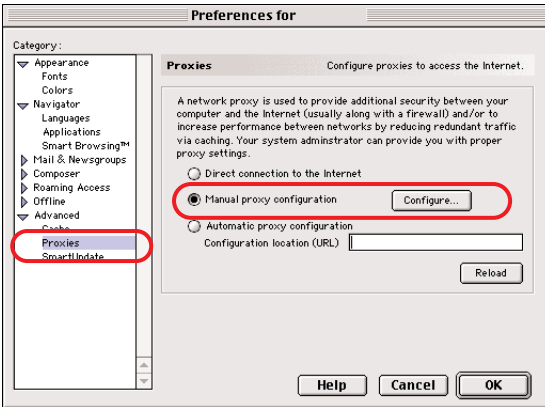 Preferences for
Category:
Appearance
Fonts
Colors
Navigator
Languages
Applications
Smart Browsing™
Mail & Newsgroups
Composer
Roaming Access
Offline
Advanced
Cache
Proxies
SmartUpdate
Proxies Configure proxies to access the Internet.
A network proxy is used to provide additional security between your
computer and the Internet (usually along with a firewall) and/or to
increase performance between networks by reducing redundant traffic
via caching. Your system adminstrator can provide you with proper
proxy settings.
Direct connection to the Internet
Manual proxy configuration Configure...
Automatic proxy configuration
Configuration location (URL)
Reload
Help Cancel OK